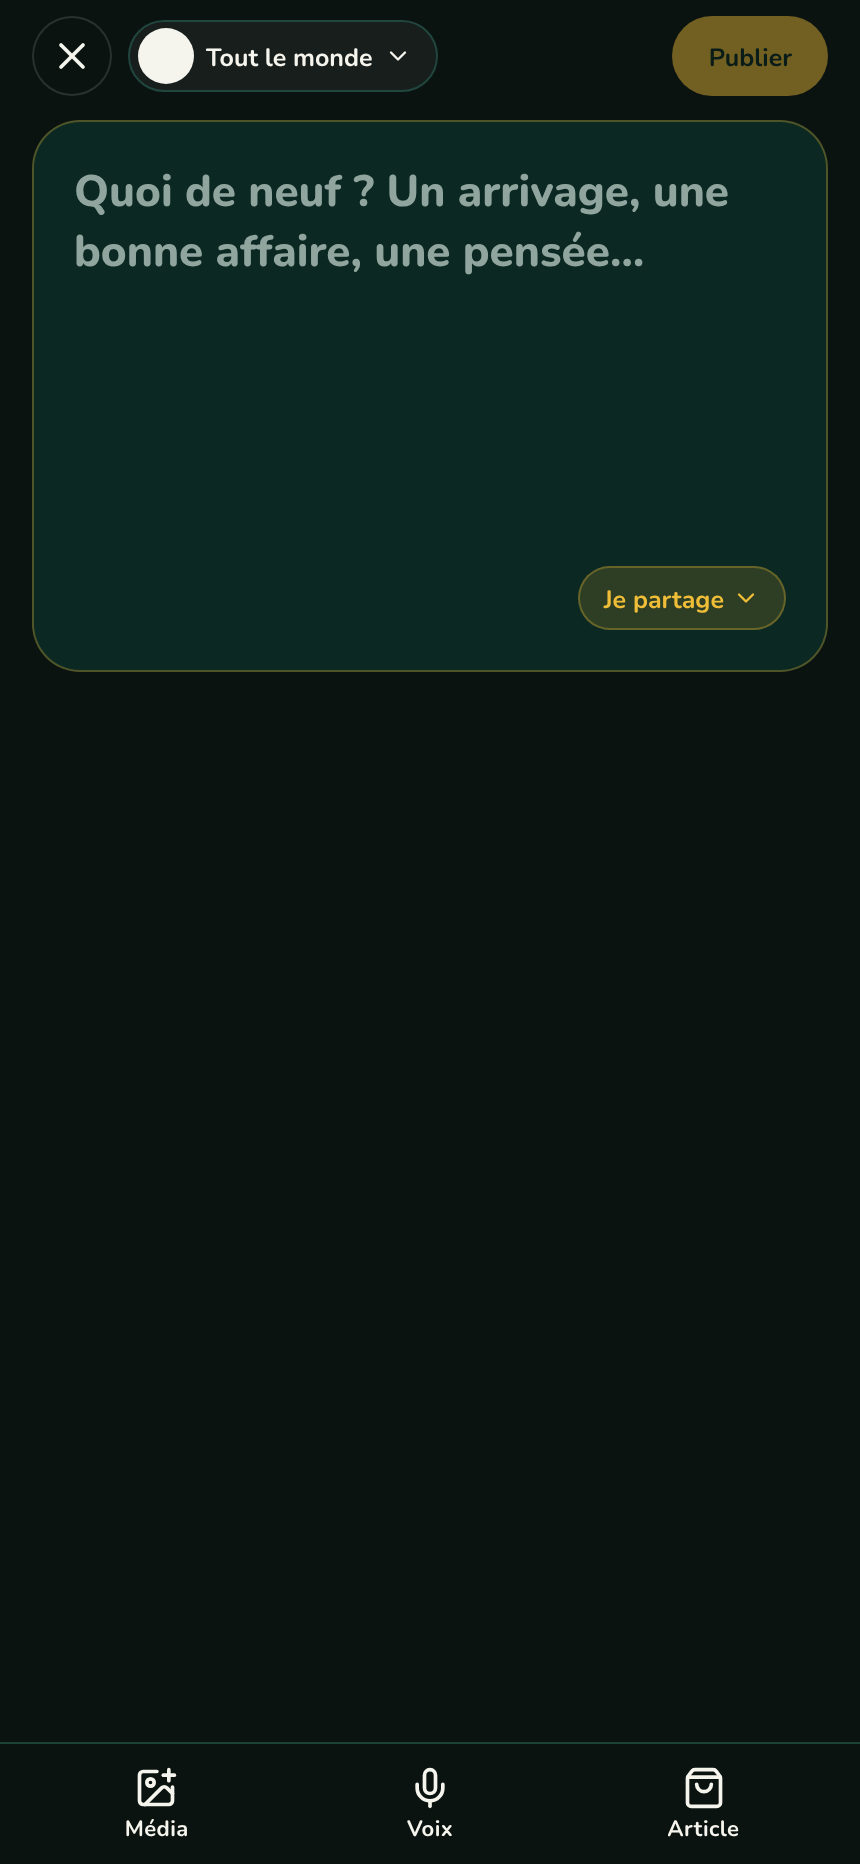 Tout le monde
Publier
Quoi de neuf ? Un arrivage, une
bonne affaire, une pensée...
Je partage
Média
Voix
Article